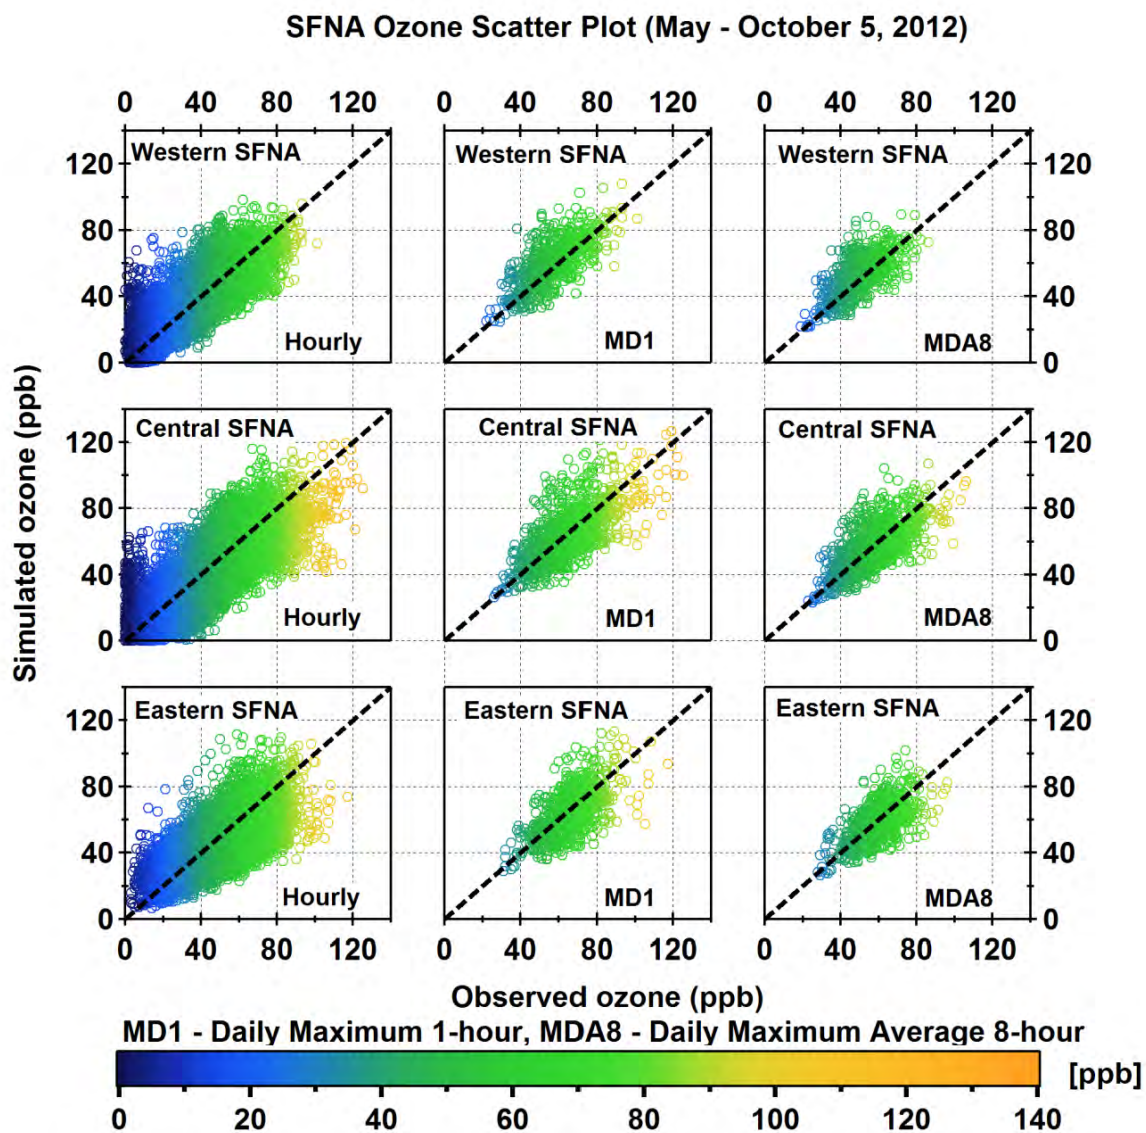 SFNA Ozone Scatter Plot (May - October 5, 2012)
0 40 80 120 0 40 80 120 0 40 80 120
Western SFNA Western SFNA Western SFNA
120 120
80 80
40 40
Hourly MD1 MDA8
0 0
Simulated ozone (ppb)
Central SFNA Central SFNA Central SFNA
120 120
80 80
40 40
Hourly MD1 MDA8
0 0
Eastern SFNA Eastern SFNA Eastern SFNA
120 120
80 80
40 40
Hourly MD1 MDA8
0 0
0 40 80 120 0 40 80 120 0 40 80 120
Observed ozone (ppb)
MD1 - Daily Maximum 1-hour, MDA8 - Daily Maximum Average 8-hour
[ppb]
0 20 40 60 80 100 120 140